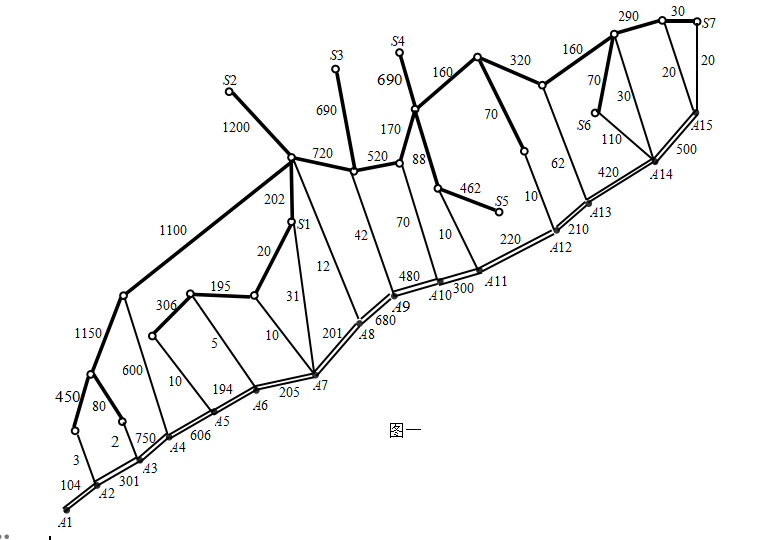 30
S7
290
S4
160
S3
320
20
160
S2
690
20
70
30
690
70
A15
S6
1200
170
110
500
720
520
88
62
A14
462
420
202
S5
S1
70
10
A13
1100
42
10
220
210
A12
20
12
480
A11
195
31
A10
300
306
A9
680
1150
201
A8
10
5
600
10
194
205
A7
450
80
A6
A5
2
750
606
图一
A4
3
A3
301
104
A2
A1